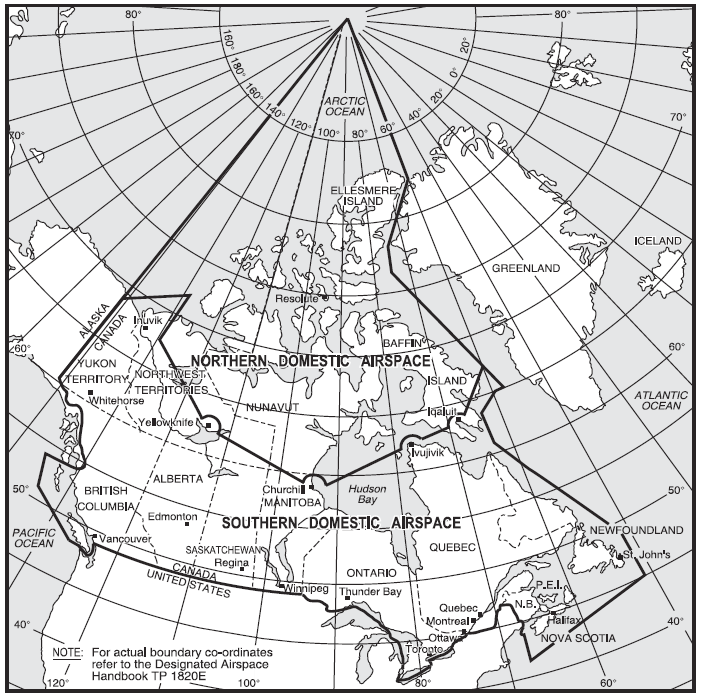 80°
80°
160°
160°
140°
120°
100°
80°
60°
40°
20°
0°
20°
ARCTIC
OCEAN
70°
70°
ELLESMERE
ISLAND
ICELAND
GREENLAND
Resolute
ALASKA
CANADA
Inuvik
BAFFIN
60°
60°
NORTHERN DOMESTIC AIRSPACE
YUKON
TERRITORY
NORTHWEST
TERRITORIES
ISLAND
Whitehorse
NUNAVUT
ATLANTIC
OCEAN
Iqaluit
Yellowknife
Ivujivik
ALBERTA
50°
Churchill
MANITOBA
Hudson
Bay
50°
BRITISH
COLUMBIA
Edmonton
SOUTHERN DOMESTIC AIRSPACE
PACIFIC
OCEAN
Vancouver
NEWFOUNDLAND
SASKATCHEWAN
QUEBEC
St. John's
Regina
CANADA
UNITED STATES
ONTARIO
Winnipeg
Thunder Bay
P.E.I.
N.B.
Quebec
Montreal
Halifax
40°
Ottawa
NOVA SCOTIA
40°
Toronto
NOTE: For actual boundary co-ordinates
refer to the Designated Airspace
Handbook TP 1820E
120°
100°
80°
60°